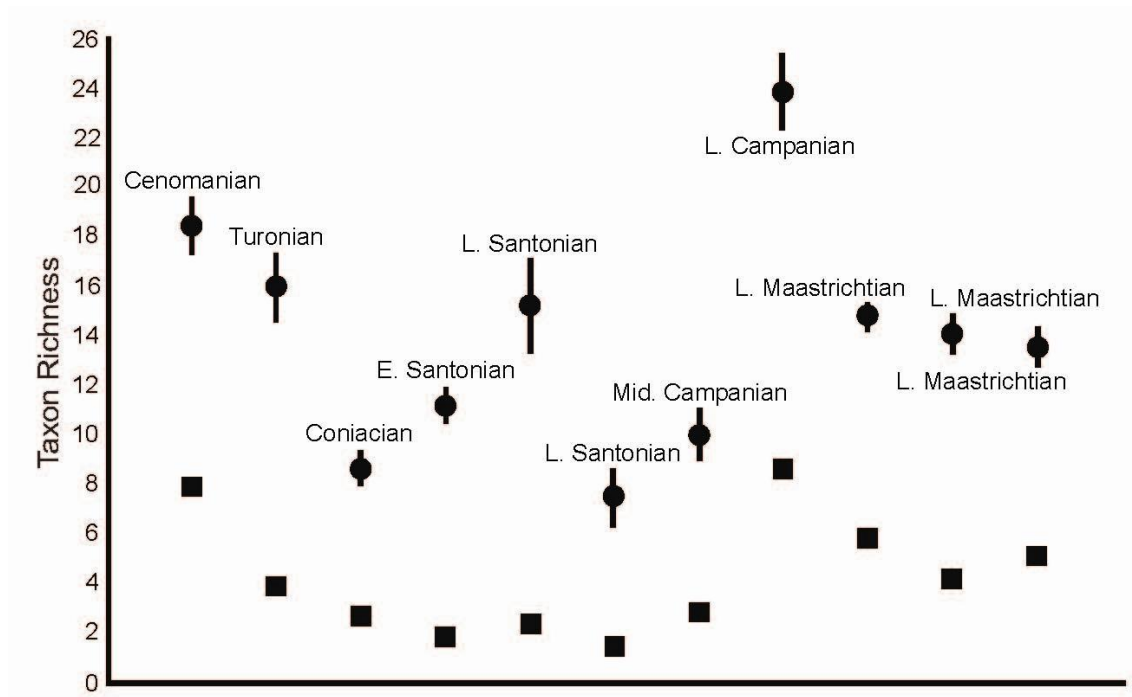 26
24
22
20
18
16
14
12
10
8
6
4
2
0
Taxon Richness
Cenomanian
Turonian
Coniacian
E. Santonian
L. Santonian
L. Santonian
Mid. Campanian
L. Campanian
L. Maastrichtian
L. Maastrichtian
L. Maastrichtian